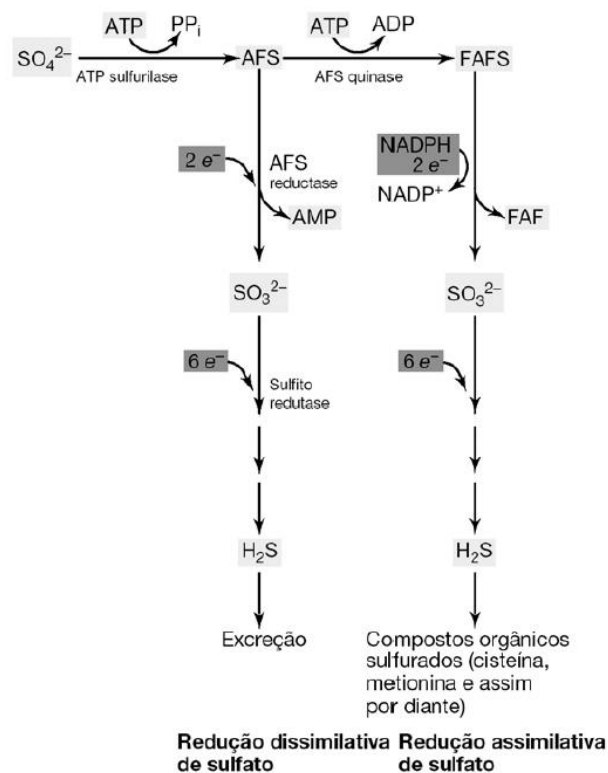 ATP PPi ATP ADP
SO4^2− AFS FAFS
ATP sulfurilase AFS quinase
2 e− AFS reductase
AMP
NADPH
2 e−
NADP+
FAF
SO3^2− SO3^2−
6 e− 6 e−
Sulfito
redutase
H2S H2S
Excreção
Compostos orgânicos
sulfurados (cisteína,
metionina e assim
por diante)
Redução dissimilativa
de sulfato
Redução assimilativa
de sulfato